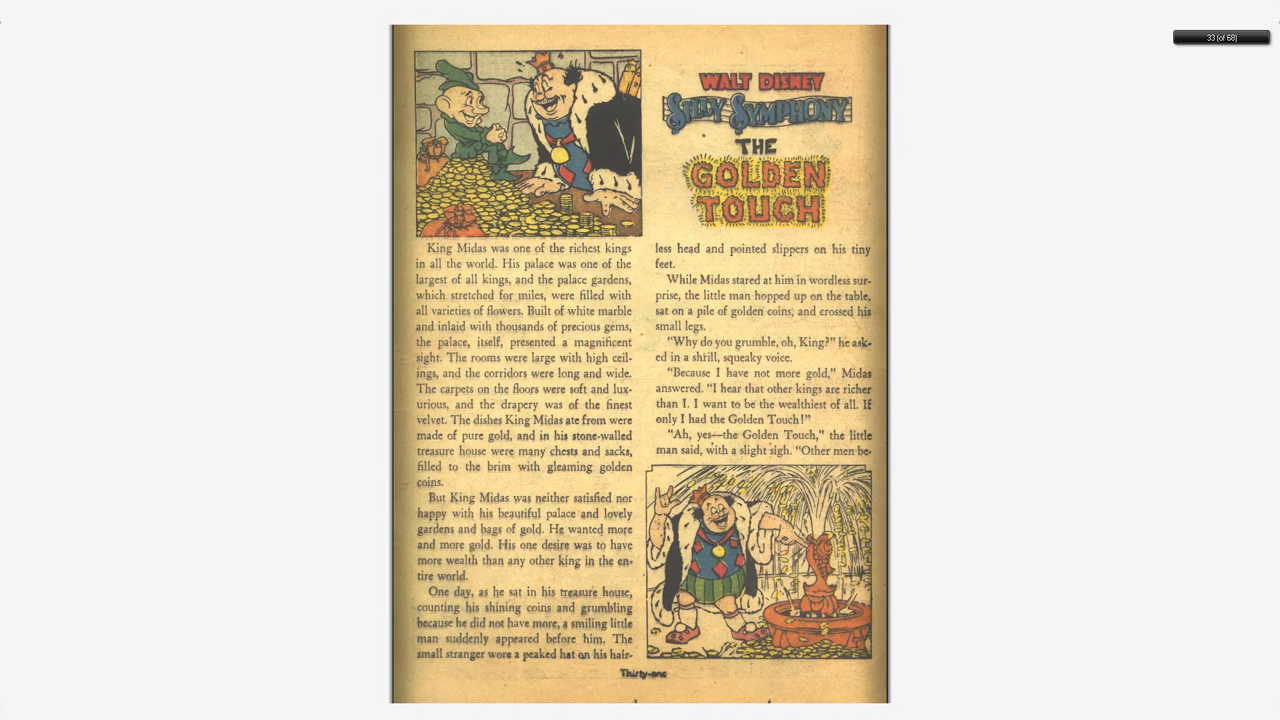 33 (of 68)
WALT DISNEY
SILLY SYMPHONY
THE
GOLDEN
TOUCH
King Midas was one of the richest kings
in all the world. His palace was one of the
largest of all kings, and the palace gardens,
which stretched for miles, were filled with
all varieties of flowers. Built of white marble
and inlaid with thousands of precious gems,
the palace, itself, presented a magnificent
sight. The rooms were large with high ceil-
ings, and the corridors were long and wide.
The carpets on the floors were soft and lux-
urious, and the drapery was of the finest
velvet. The dishes King Midas ate from were
made of pure gold, and in his stone-walled
treasure house were many chests and sacks,
filled to the brim with gleaming golden
coins.
But King Midas was neither satisfied nor
happy with his beautiful palace and lovely
gardens and bags of gold. He wanted more
and more gold. His one desire was to have
more wealth than any other king in the en-
tire world.
One day, as he sat in his treasure house,
counting his shining coins and grumbling
because he did not have more, a smiling little
man suddenly appeared before him. The
small stranger wore a peaked hat on his hair-
less head and pointed slippers on his tiny
feet.
While Midas stared at him in wordless sur-
prise, the little man hopped up on the table,
sat on a pile of golden coins, and crossed his
small legs.
"Why do you grumble, oh, King?" he ask-
ed in a shrill, squeaky voice.
"Because I have not more gold," Midas
answered. "I hear that other kings are richer
than I. I want to be the wealthiest of all. If
only I had the Golden Touch!"
"Ah, yes—the Golden Touch," the little
man said, with a slight sigh. "Other men be-
Thirty-one